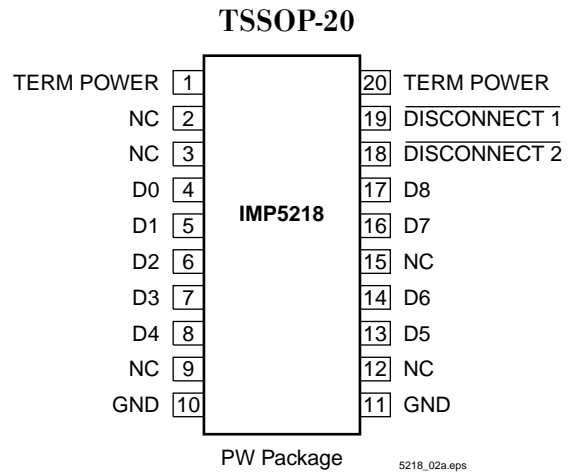 TSSOP-20
TERM POWER 1 20 TERM POWER
NC 2 19 DISCONNECT 1
NC 3 18 DISCONNECT 2
D0 4 17 D8
D1 5 IMP5218 16 D7
D2 6 15 NC
D3 7 14 D6
D4 8 13 D5
NC 9 12 NC
GND 10 11 GND
PW Package
5218_02a.eps